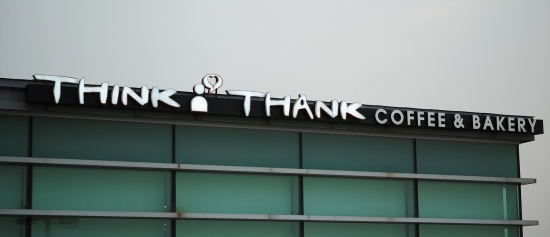 THINK THANK COFFEE & BAKERY